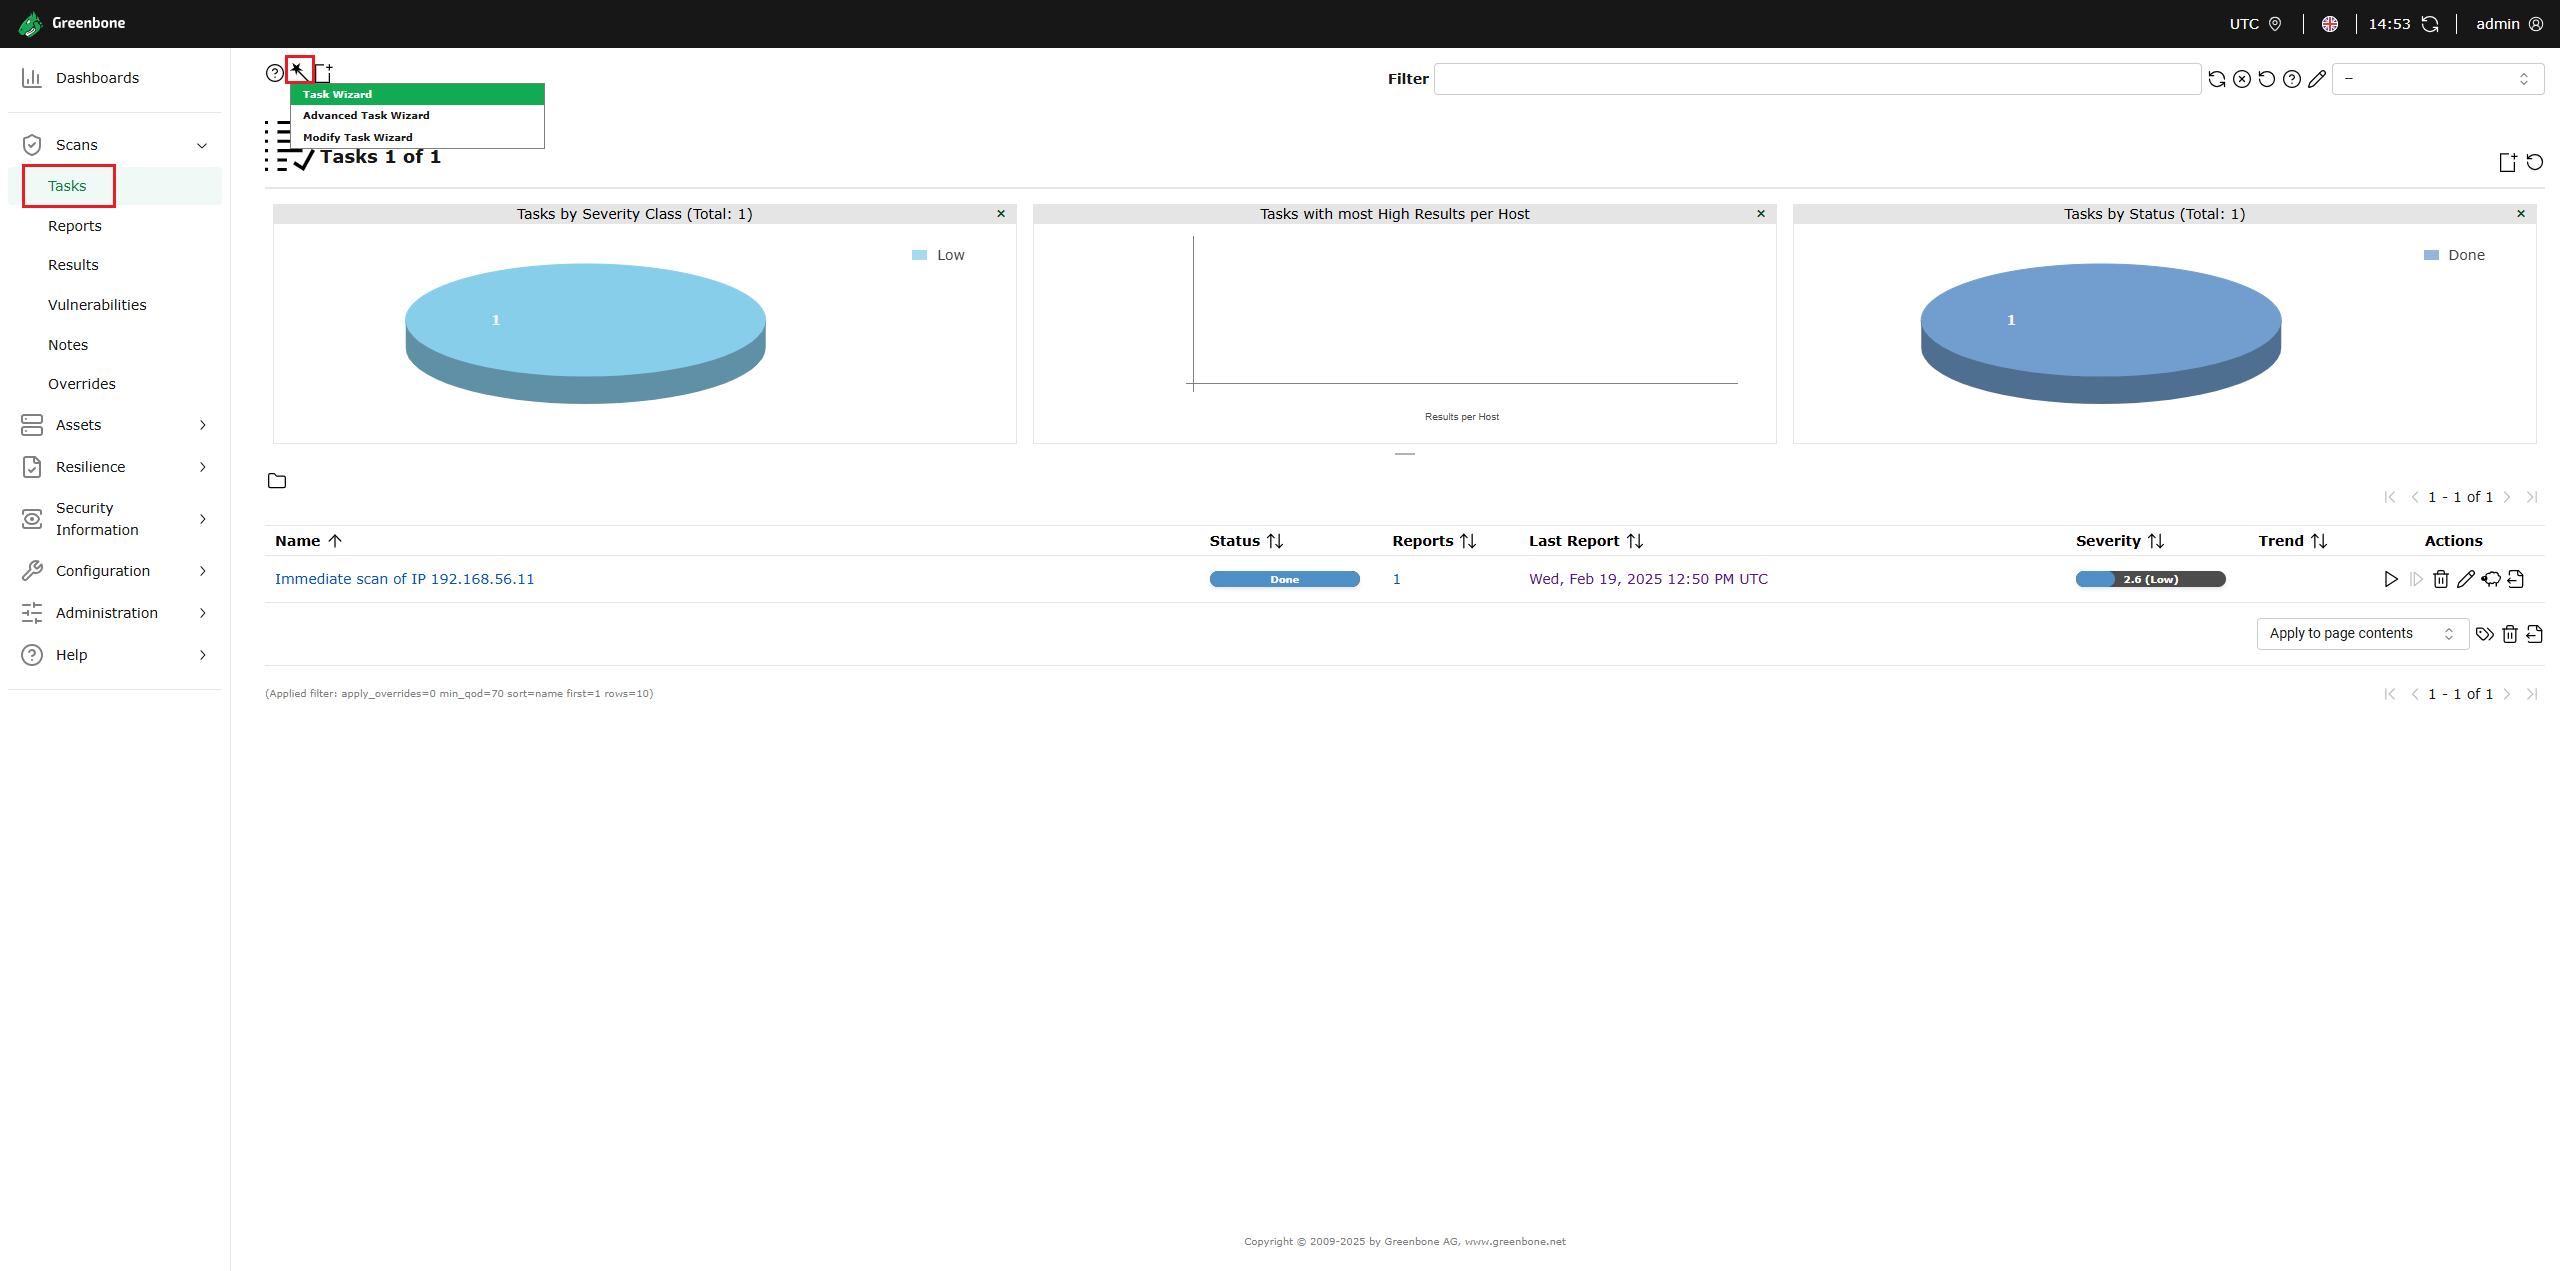 Greenbone
UTC
14:53
admin
Dashboards
Scans
Tasks
Reports
Results
Vulnerabilities
Notes
Overrides
Assets
Resilience
Security
Information
Configuration
Administration
Help
Task Wizard
Advanced Task Wizard
Modify Task Wizard
Filter
--
Tasks 1 of 1
Tasks by Severity Class (Total: 1)
Low
1
Tasks with most High Results per Host
Results per Host
Tasks by Status (Total: 1)
Done
1
1 - 1 of 1
Name Status Reports Last Report Severity Trend Actions
Immediate scan of IP 192.168.56.11 Done 1 Wed, Feb 19, 2025 12:50 PM UTC 2.6 (Low)
Apply to page contents
(Applied filter: apply_overrides=0 min_qod=70 sort=name first=1 rows=10)
1 - 1 of 1
Copyright © 2009-2025 by Greenbone AG, www.greenbone.net